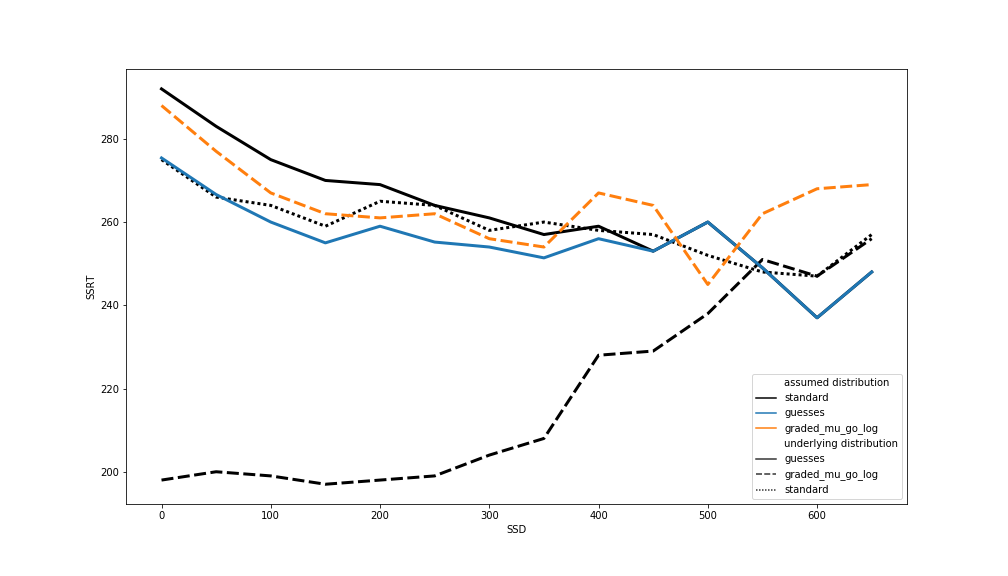 280
260
240
220
200
SSRT
0 100 200 300 400 500 600
SSD
assumed distribution
standard
guesses
graded_mu_go_log
underlying distribution
guesses
graded_mu_go_log
standard